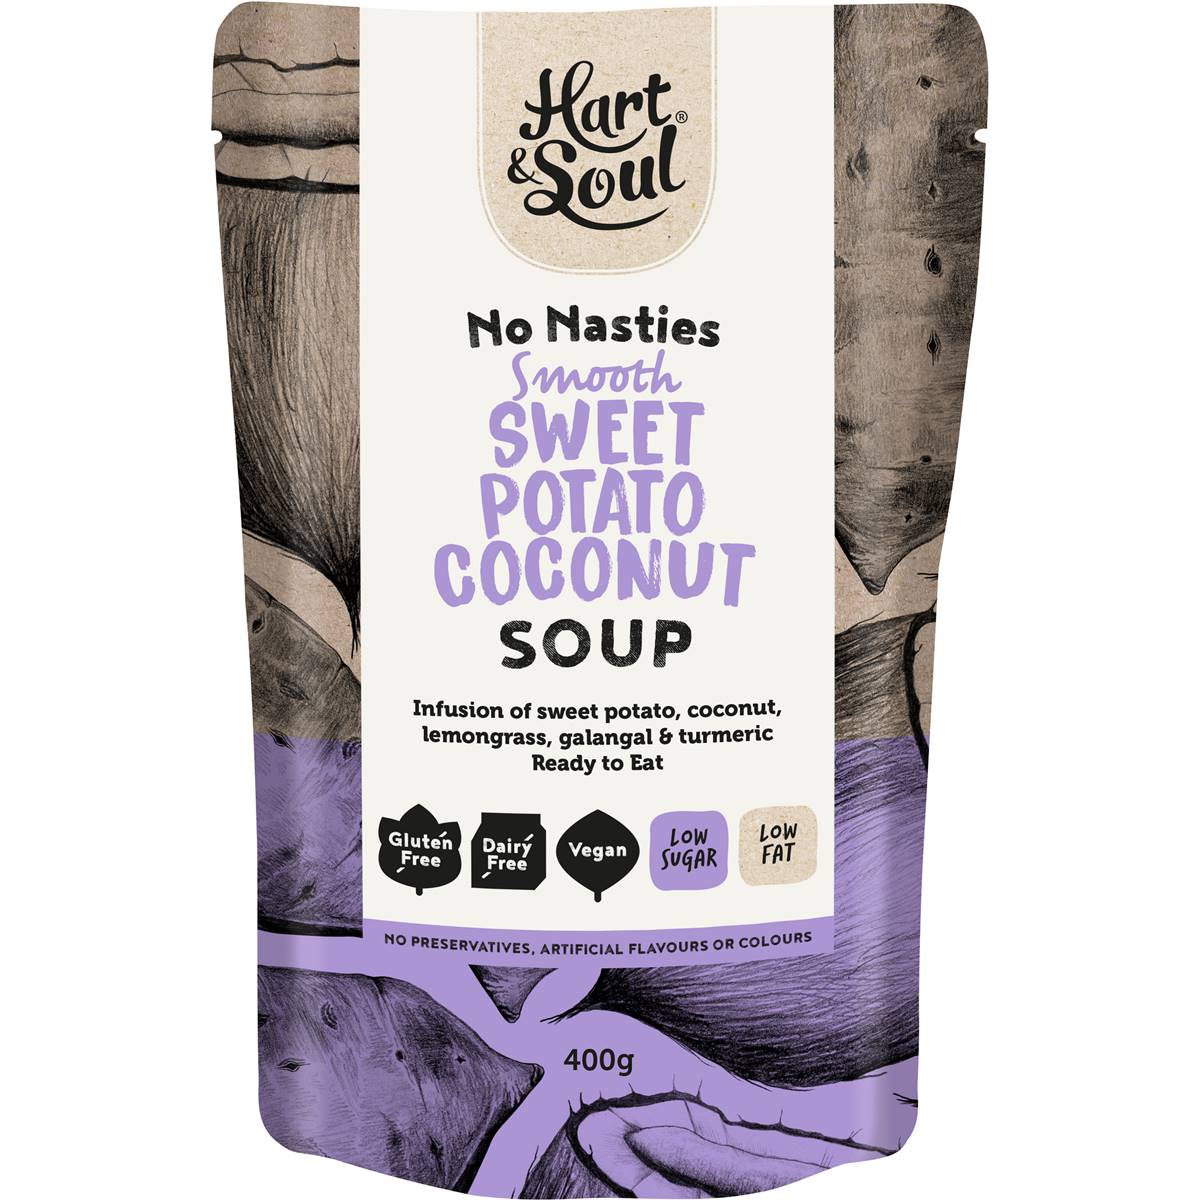 Hart®
& Soul
No Nasties
Smooth
SWEET
POTATO
COCONUT
SOUP
Infusion of sweet potato, coconut,
lemongrass, galangal & turmeric
Ready to Eat
Gluten
Free
Dairy
Free
Vegan
LOW
SUGAR
LOW
FAT
NO PRESERVATIVES, ARTIFICIAL FLAVOURS OR COLOURS
400g